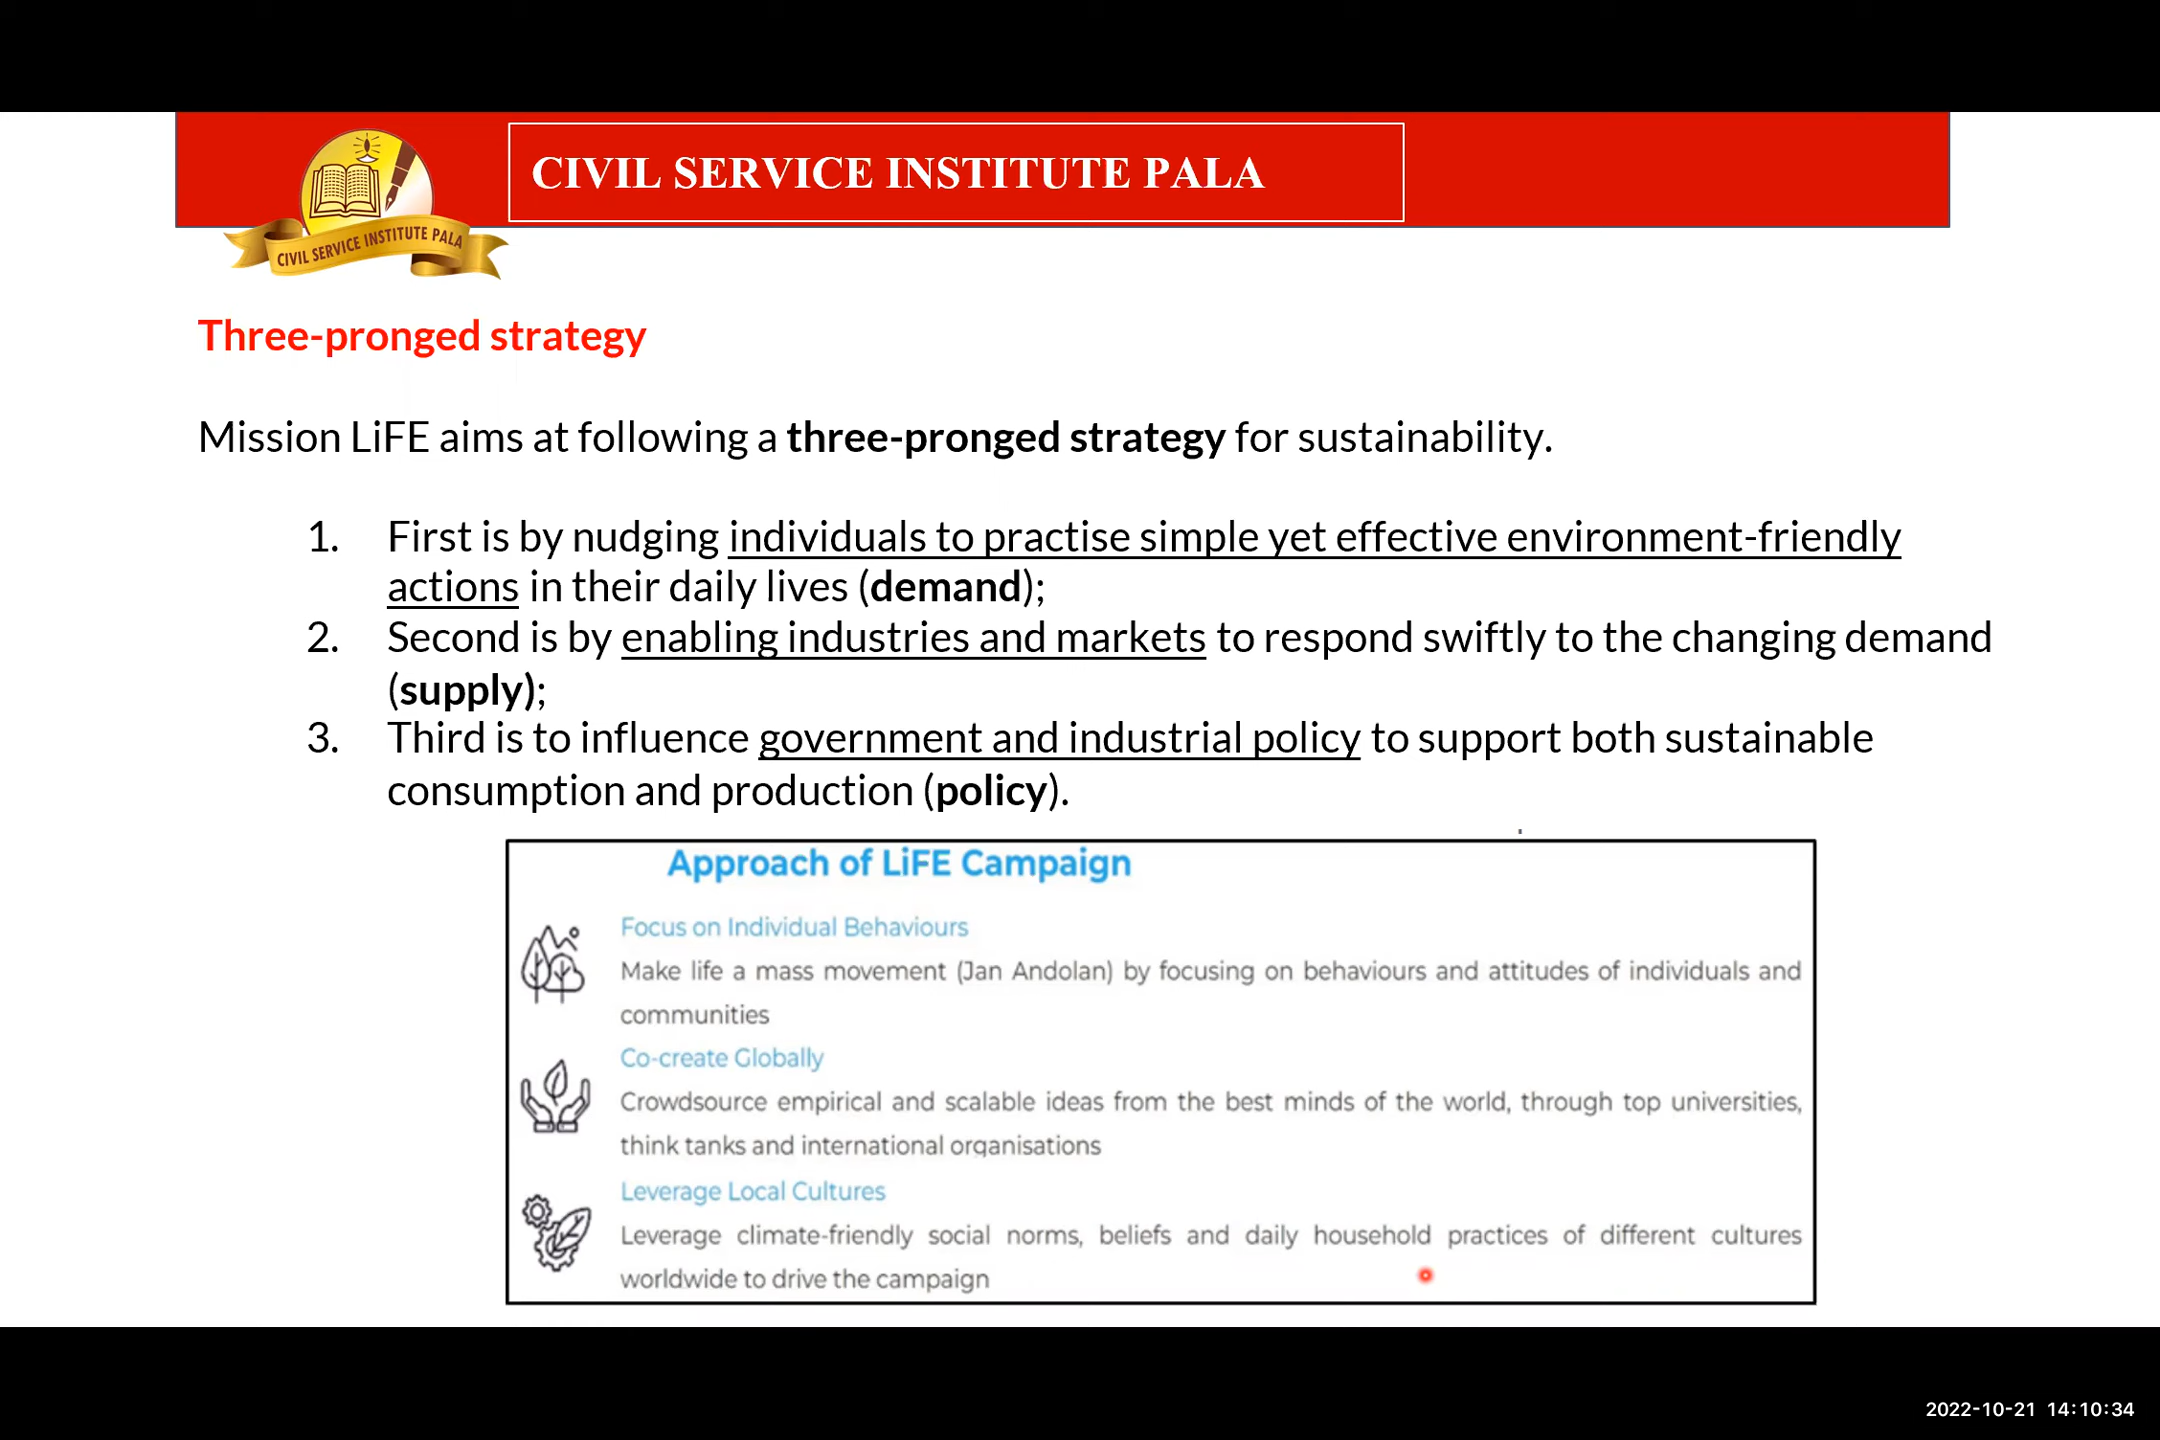 CIVIL SERVICE INSTITUTE PALA
CIVIL SERVICE INSTITUTE PALA
Three-pronged strategy
Mission LiFE aims at following a three-pronged strategy for sustainability.
1. First is by nudging individuals to practise simple yet effective environment-friendly
actions in their daily lives (demand);
2. Second is by enabling industries and markets to respond swiftly to the changing demand
(supply);
3. Third is to influence government and industrial policy to support both sustainable
consumption and production (policy).
Approach of LiFE Campaign
Focus on Individual Behaviours
Make life a mass movement (Jan Andolan) by focusing on behaviours and attitudes of individuals and
communities
Co-create Globally
Crowdsource empirical and scalable ideas from the best minds of the world, through top universities,
think tanks and international organisations
Leverage Local Cultures
Leverage climate-friendly social norms, beliefs and daily household practices of different cultures
worldwide to drive the campaign
2022-10-21 14:10:34